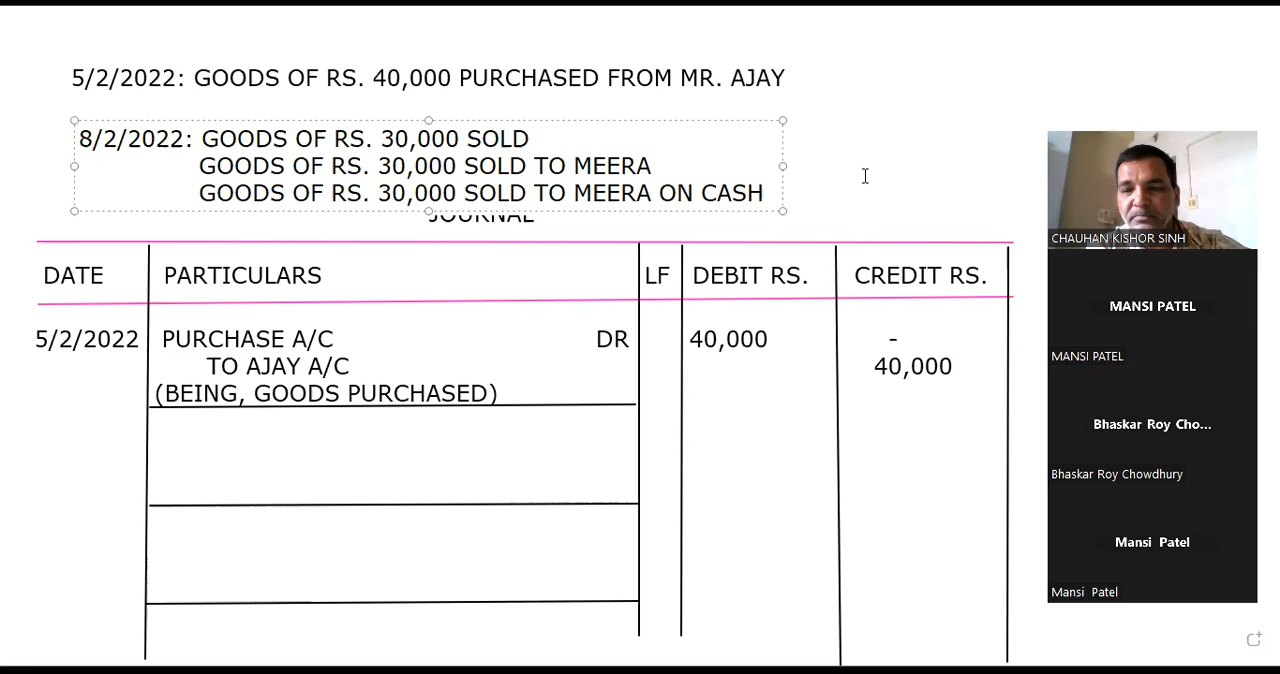 5/2/2022: GOODS OF RS. 40,000 PURCHASED FROM MR. AJAY
8/2/2022: GOODS OF RS. 30,000 SOLD
GOODS OF RS. 30,000 SOLD TO MEERA
GOODS OF RS. 30,000 SOLD TO MEERA ON CASH
JOURNAL
DATE PARTICULARS LF DEBIT RS. CREDIT RS.
5/2/2022 PURCHASE A/C DR 40,000 -
TO AJAY A/C 40,000
(BEING, GOODS PURCHASED)
CHAUHAN KISHOR SINH
MANSI PATEL
MANSI PATEL
Bhaskar Roy Cho...
Bhaskar Roy Chowdhury
Mansi Patel
Mansi Patel